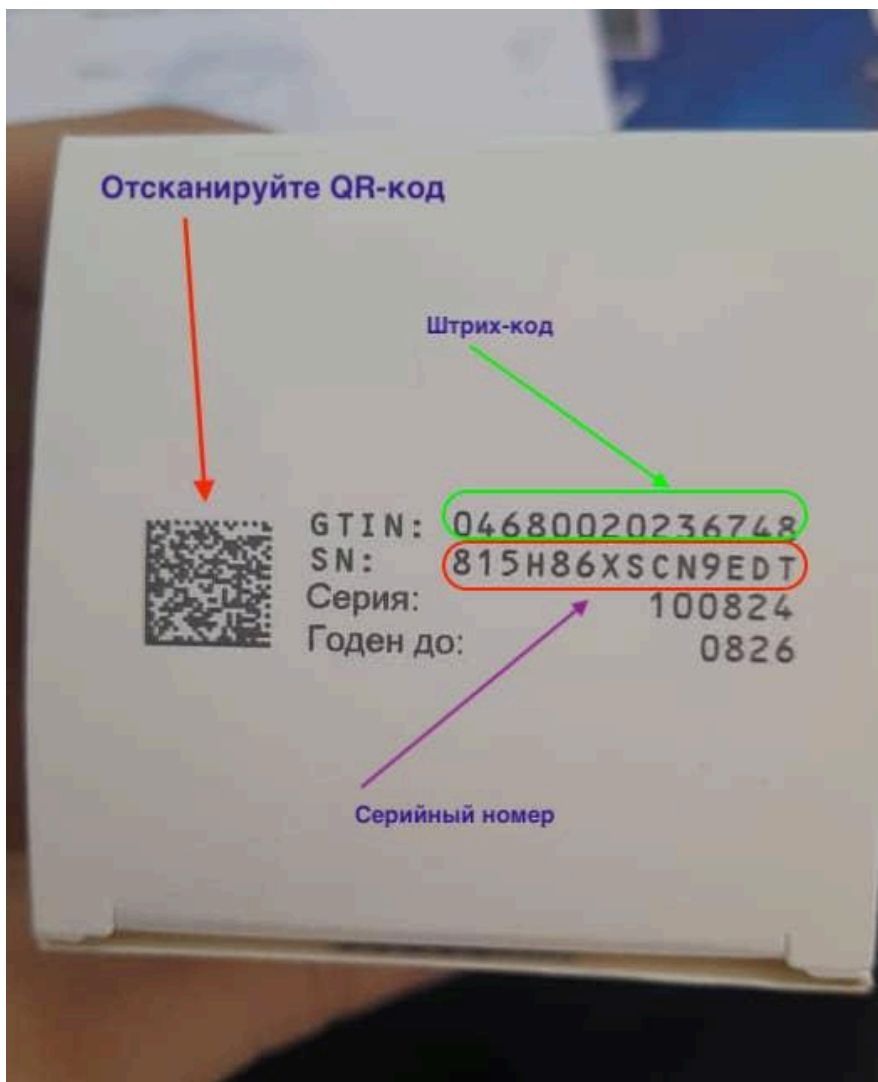 Отсканируйте QR-код
Штрих-код
GTIN: 04680020236748
SN: 815H86XSCN9EDT
Серия: 100824
Годен до: 0826
Серийный номер